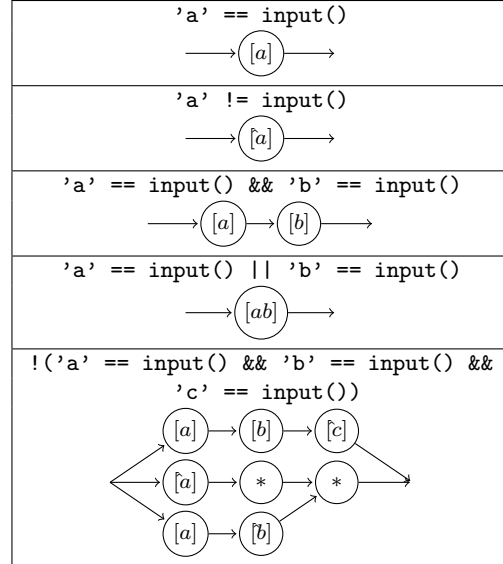 'a' == input()
[a]
'a' != input()
[^a]
'a' == input() && 'b' == input()
[a] [b]
'a' == input() || 'b' == input()
[ab]
!('a' == input() && 'b' == input() &&
'c' == input())
[a] [b] [^c]
[^a] * *
[a] [^b]